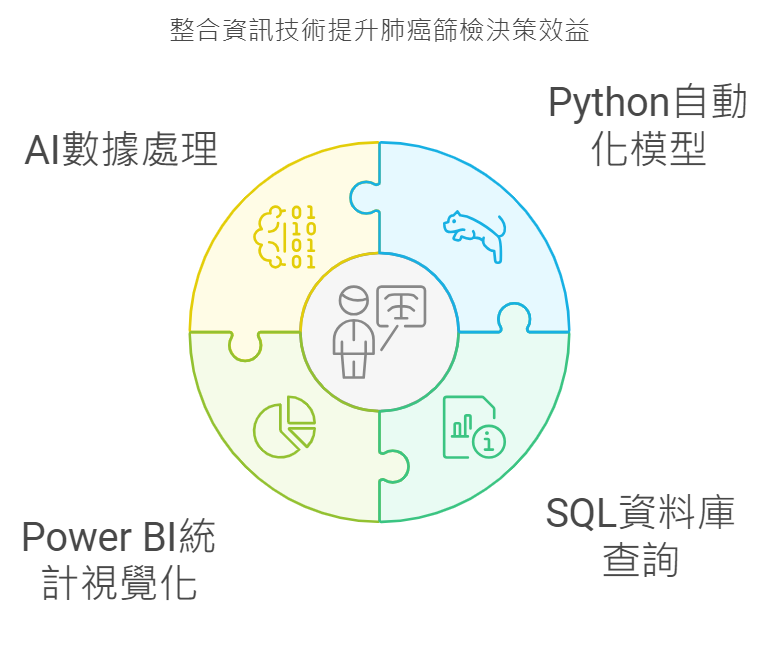 整合資訊技術提升肺癌篩檢決策效益
AI數據處理
Python自動
化模型
01
10
01
01
Power BI統
計視覺化
SQL資料庫
查詢